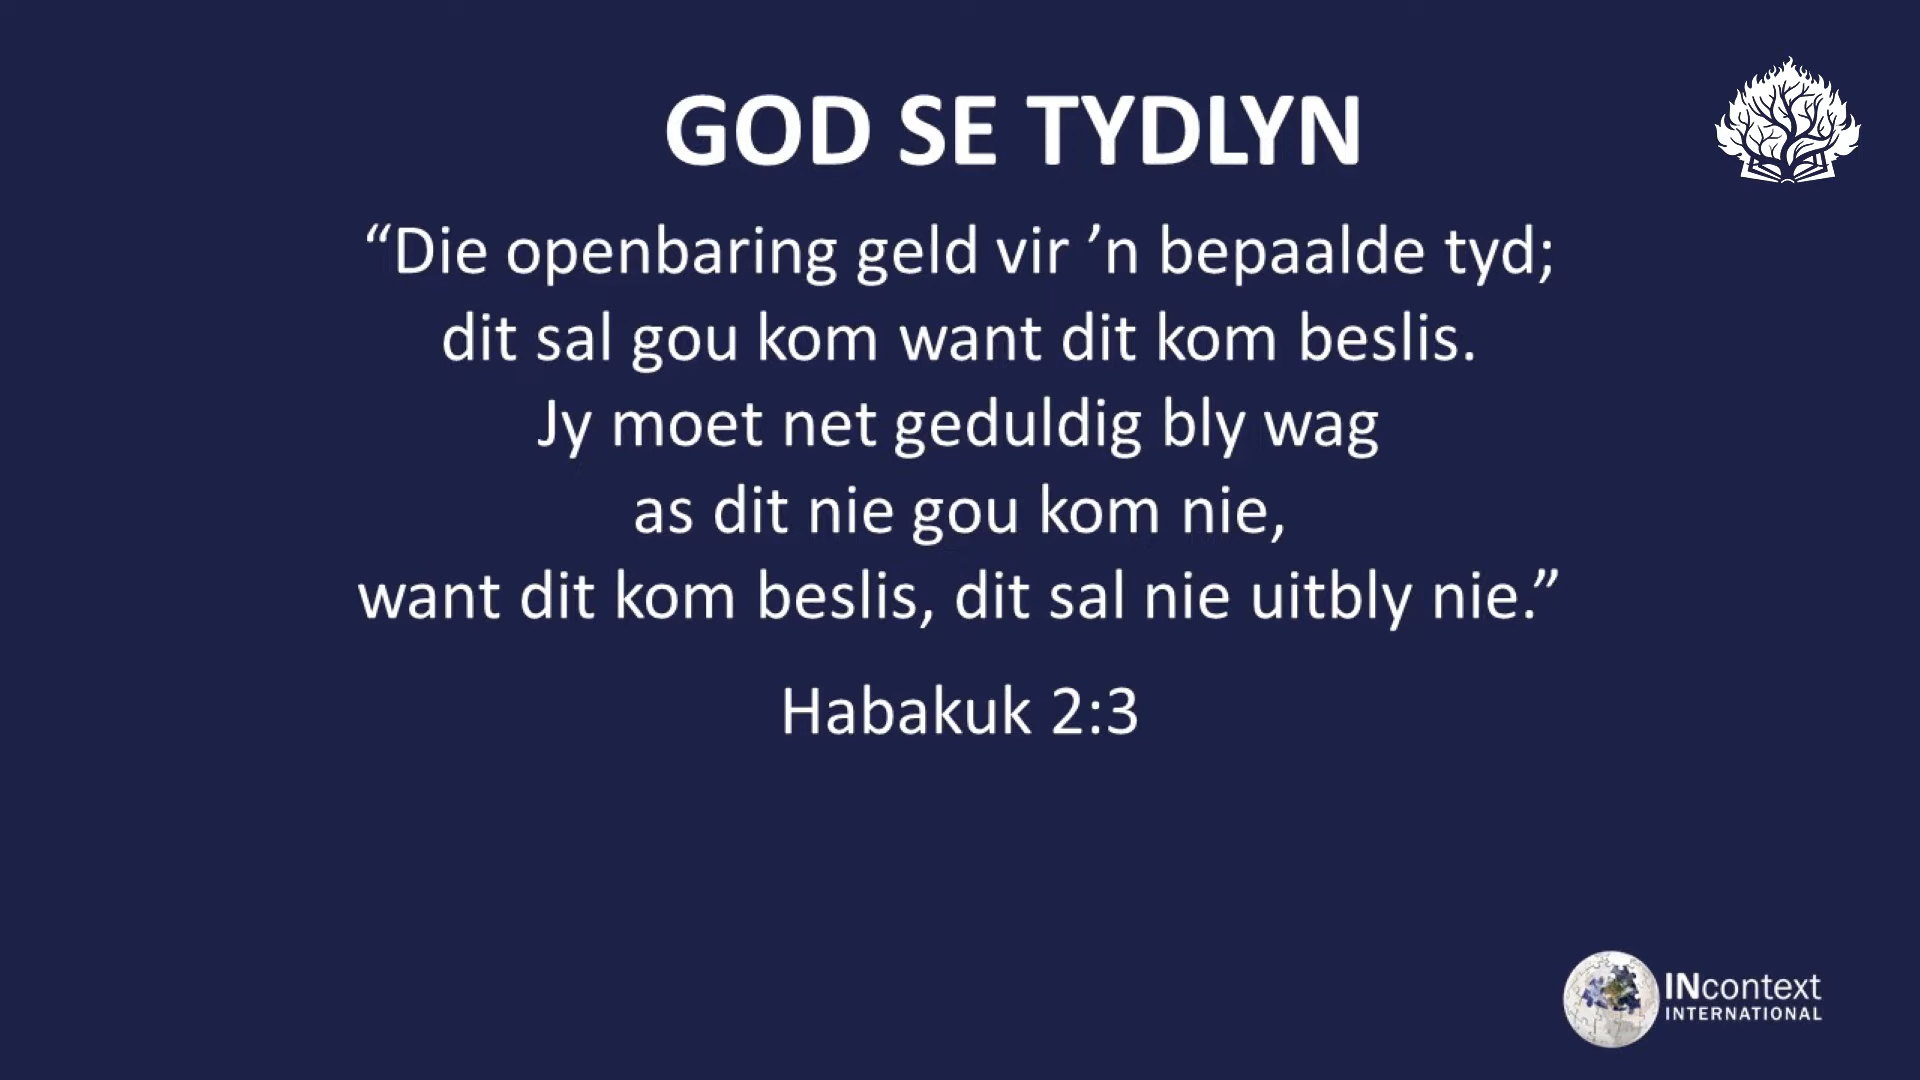 GOD SE TYDLYN
“Die openbaring geld vir ’n bepaalde tyd;
dit sal gou kom want dit kom beslis.
Jy moet net geduldig bly wag
as dit nie gou kom nie,
want dit kom beslis, dit sal nie uitbly nie.”
Habakuk 2:3
INcontext
INTERNATIONAL